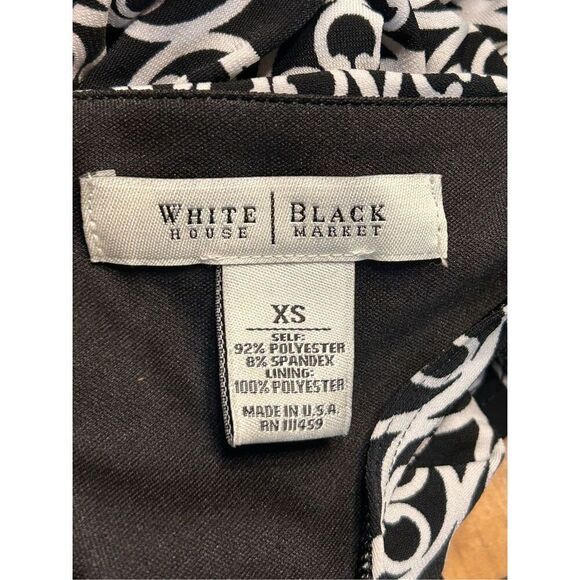 WHITE | BLACK
HOUSE | MARKET
XS
SELF:
92% POLYESTER
8% SPANDEX
LINING:
100% POLYESTER
MADE IN U.S.A.
RN 111459